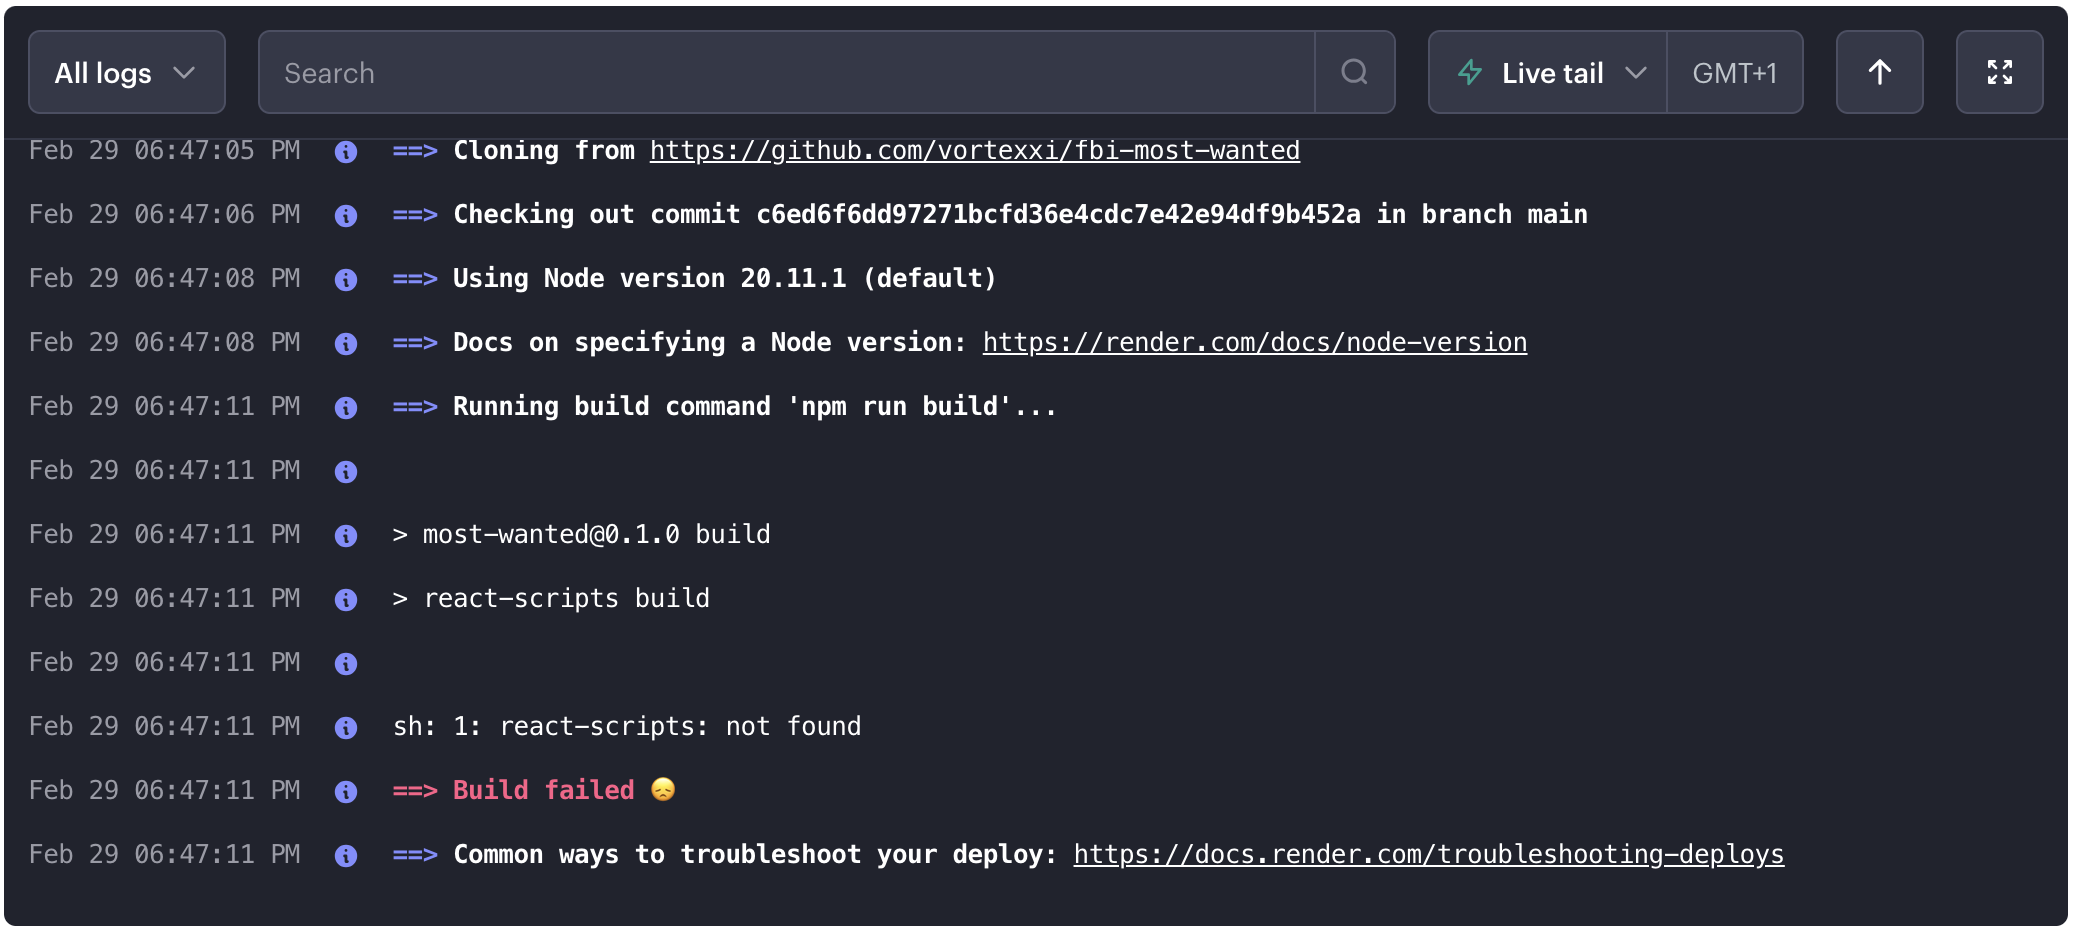 All logs Search Live tail GMT+1
Feb 29 06:47:05 PM ==> Cloning from https://github.com/vortexxi/fbi-most-wanted
Feb 29 06:47:06 PM ==> Checking out commit c6ed6f6dd97271bcfd36e4cdc7e42e94df9b452a in branch main
Feb 29 06:47:08 PM ==> Using Node version 20.11.1 (default)
Feb 29 06:47:08 PM ==> Docs on specifying a Node version: https://render.com/docs/node-version
Feb 29 06:47:11 PM ==> Running build command 'npm run build'...
Feb 29 06:47:11 PM
Feb 29 06:47:11 PM > most-wanted@0.1.0 build
Feb 29 06:47:11 PM > react-scripts build
Feb 29 06:47:11 PM
Feb 29 06:47:11 PM sh: 1: react-scripts: not found
Feb 29 06:47:11 PM ==> Build failed 😞
Feb 29 06:47:11 PM ==> Common ways to troubleshoot your deploy: https://docs.render.com/troubleshooting-deploys